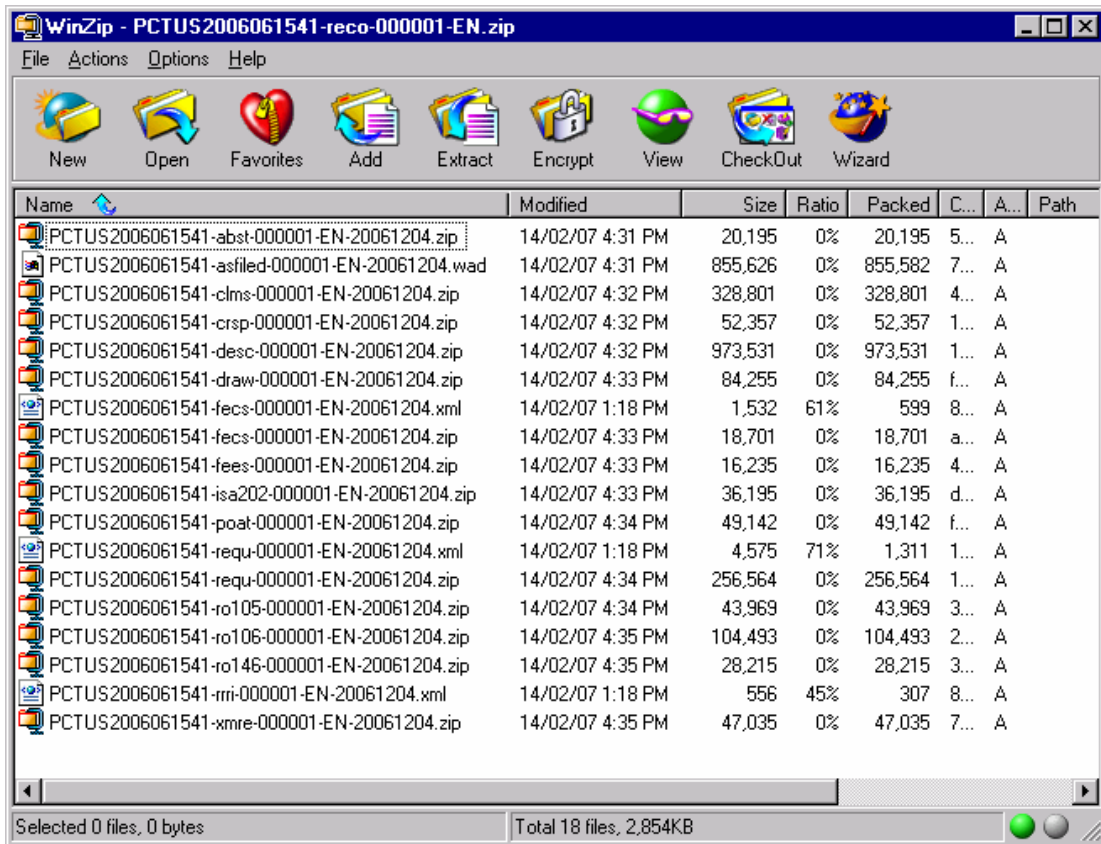 WinZip - PCTUS2006061541-reco-000001-EN.zip
File Actions Options Help
New Open Favorites Add Extract Encrypt View CheckOut Wizard
Name Modified Size Ratio Packed C... A... Path
PCTUS2006061541-abst-000001-EN-20061204.zip 14/02/07 4:31 PM 20,195 0% 20,195 5... A
PCTUS2006061541-asfiled-000001-EN-20061204.wad 14/02/07 4:31 PM 855,626 0% 855,582 7... A
PCTUS2006061541-clms-000001-EN-20061204.zip 14/02/07 4:32 PM 328,801 0% 328,801 4... A
PCTUS2006061541-crsp-000001-EN-20061204.zip 14/02/07 4:32 PM 52,357 0% 52,357 1... A
PCTUS2006061541-desc-000001-EN-20061204.zip 14/02/07 4:32 PM 973,531 0% 973,531 1... A
PCTUS2006061541-draw-000001-EN-20061204.zip 14/02/07 4:33 PM 84,255 0% 84,255 f... A
PCTUS2006061541-fecs-000001-EN-20061204.xml 14/02/07 1:18 PM 1,532 61% 599 8... A
PCTUS2006061541-fecs-000001-EN-20061204.zip 14/02/07 4:33 PM 18,701 0% 18,701 a... A
PCTUS2006061541-fees-000001-EN-20061204.zip 14/02/07 4:33 PM 16,235 0% 16,235 4... A
PCTUS2006061541-isa202-000001-EN-20061204.zip 14/02/07 4:33 PM 36,195 0% 36,195 d... A
PCTUS2006061541-poat-000001-EN-20061204.zip 14/02/07 4:34 PM 49,142 0% 49,142 f... A
PCTUS2006061541-requ-000001-EN-20061204.xml 14/02/07 1:18 PM 4,575 71% 1,311 1... A
PCTUS2006061541-requ-000001-EN-20061204.zip 14/02/07 4:34 PM 256,564 0% 256,564 1... A
PCTUS2006061541-ro105-000001-EN-20061204.zip 14/02/07 4:34 PM 43,969 0% 43,969 3... A
PCTUS2006061541-ro106-000001-EN-20061204.zip 14/02/07 4:35 PM 104,493 0% 104,493 2... A
PCTUS2006061541-ro146-000001-EN-20061204.zip 14/02/07 4:35 PM 28,215 0% 28,215 3... A
PCTUS2006061541-rrri-000001-EN-20061204.xml 14/02/07 1:18 PM 556 45% 307 8... A
PCTUS2006061541-xmre-000001-EN-20061204.zip 14/02/07 4:35 PM 47,035 0% 47,035 7... A
Selected 0 files, 0 bytes Total 18 files, 2,854KB